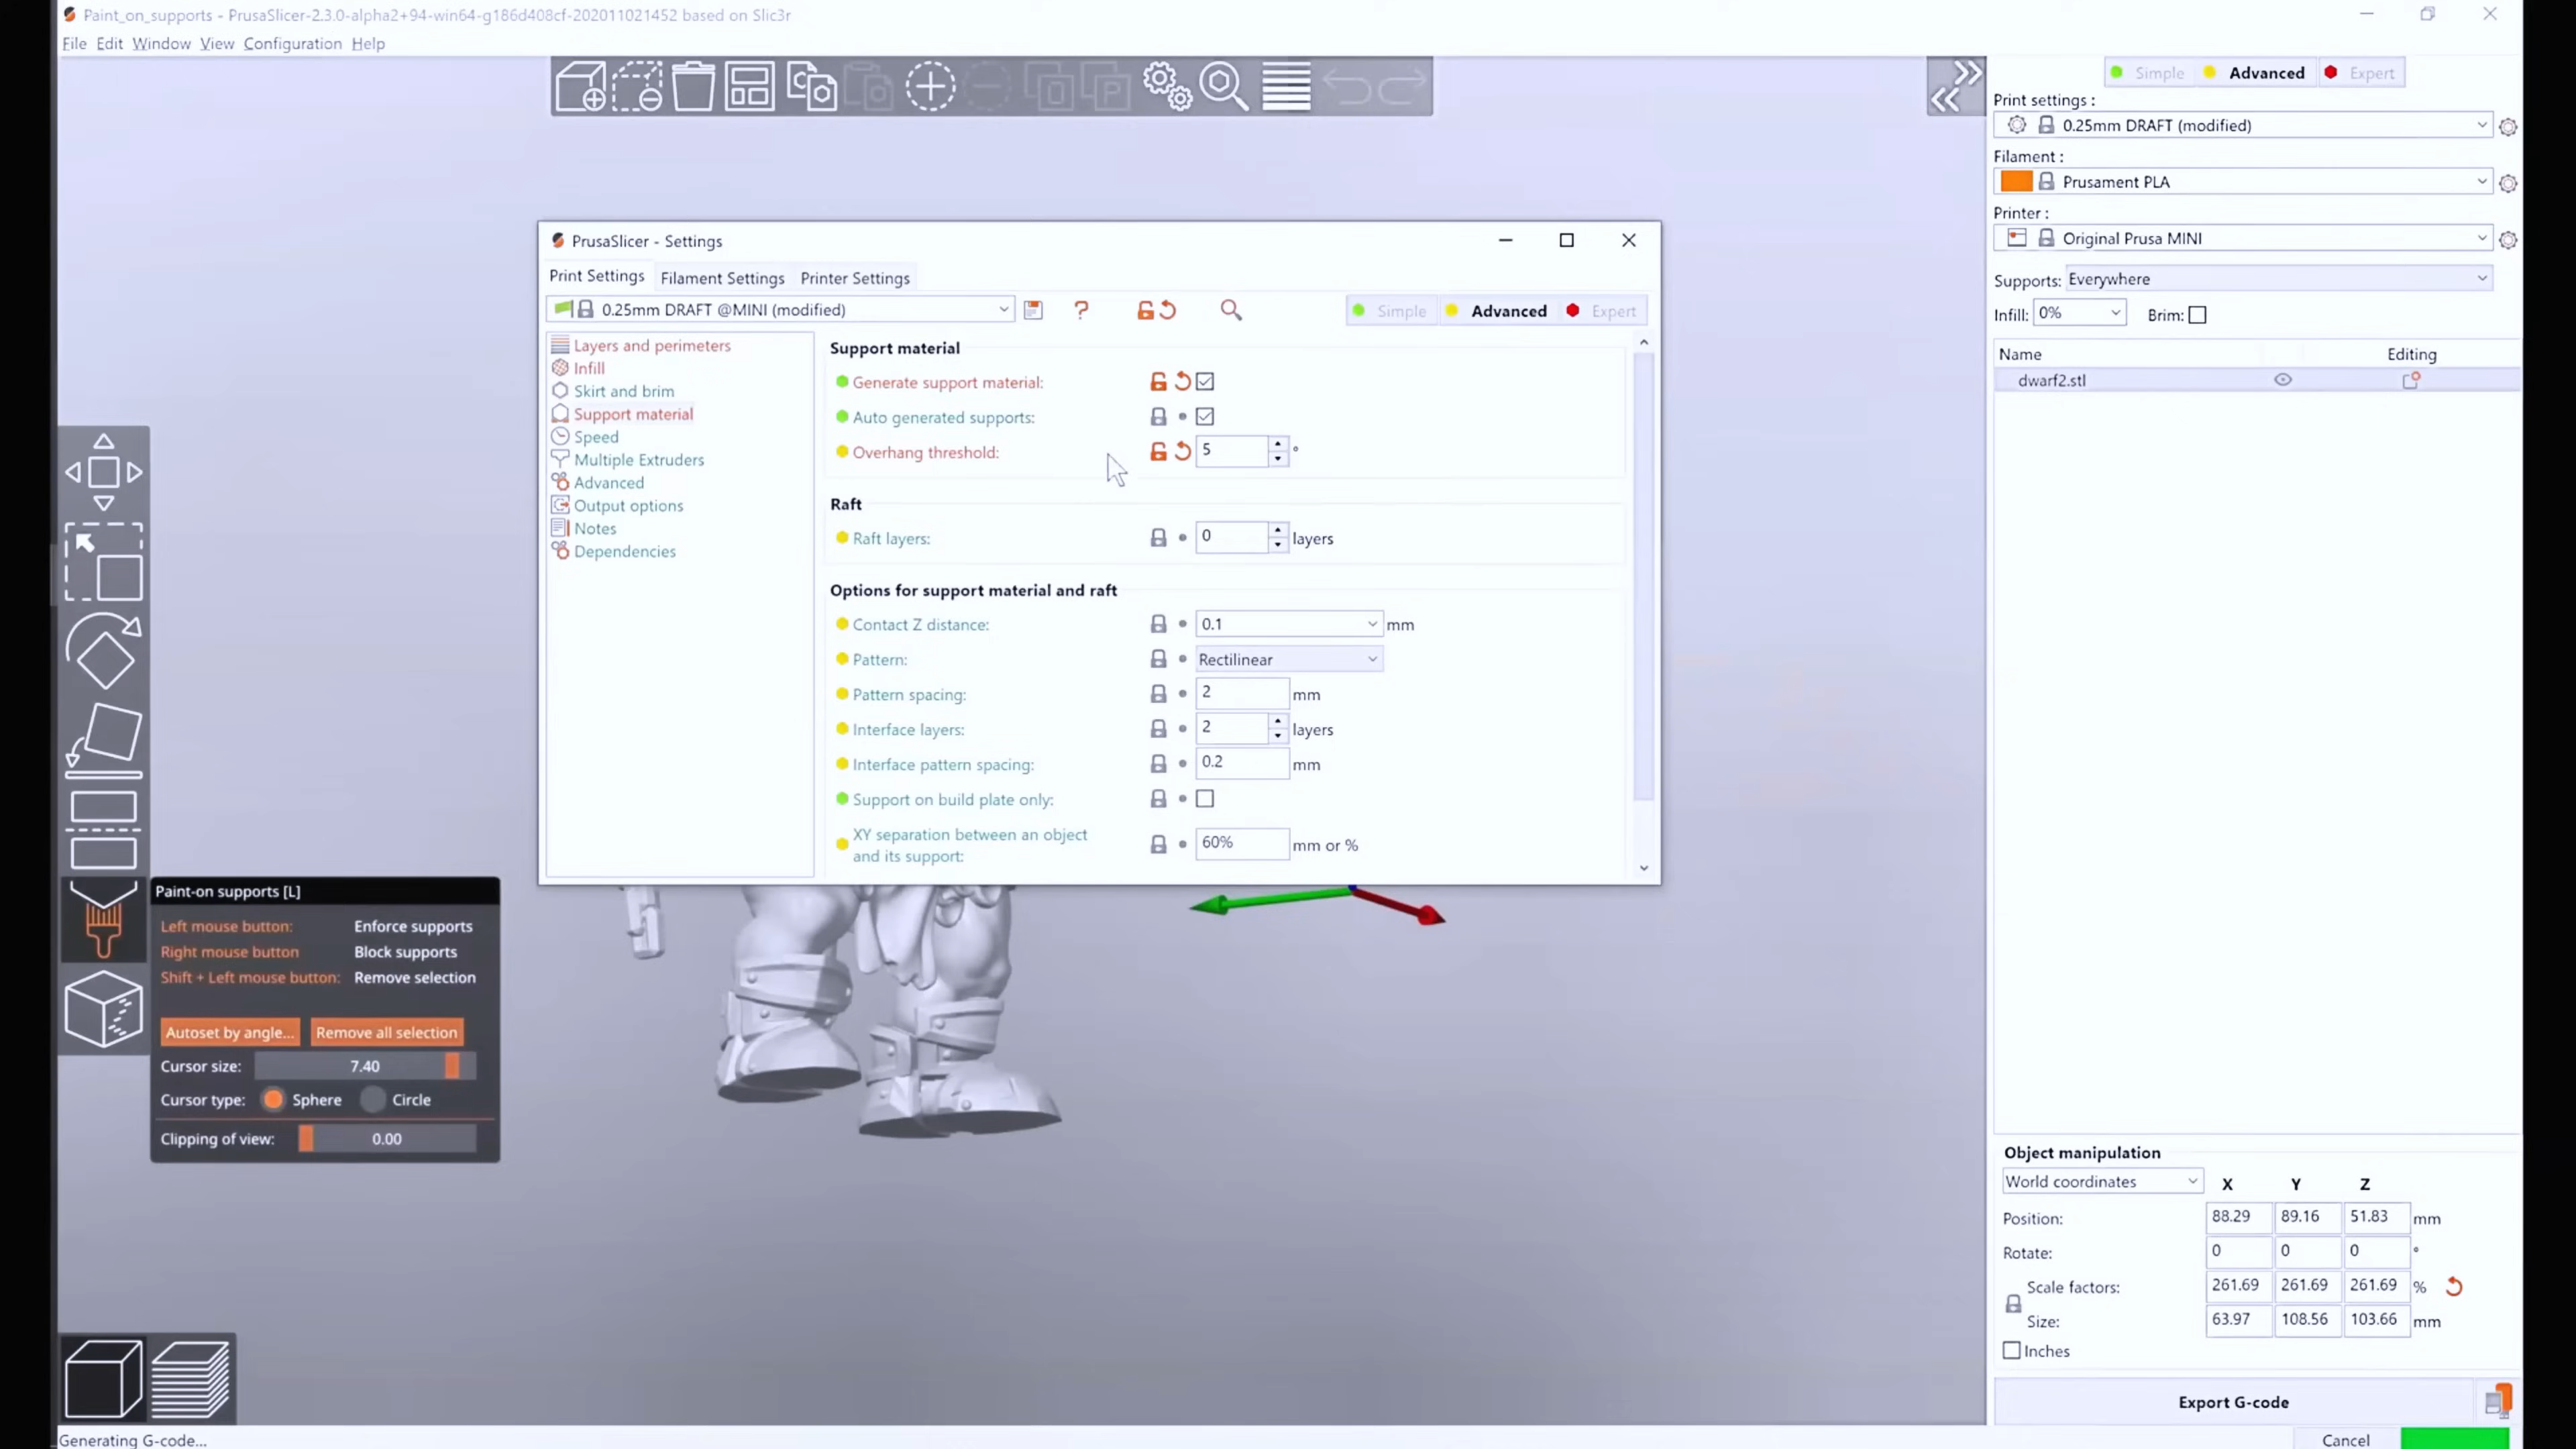 Paint_on_supports - PrusaSlicer-2.3.0-alpha2+94-win64-g186d408cf-202011021452 based on Slic3r
File Edit Window View Configuration Help
Simple Advanced Expert
Print settings :
0.25mm DRAFT (modified)
Filament :
Prusament PLA
Printer :
Original Prusa MINI
Supports: Everywhere
Infill: 0% Brim:
Name Editing
dwarf2.stl
PrusaSlicer - Settings
Print Settings Filament Settings Printer Settings
0.25mm DRAFT @MINI (modified) ? Simple Advanced Expert
Layers and perimeters
Infill
Skirt and brim
Support material
Speed
Multiple Extruders
Advanced
Output options
Notes
Dependencies
Support material
Generate support material:
Auto generated supports:
Overhang threshold: 5 °
Raft
Raft layers: 0 layers
Options for support material and raft
Contact Z distance: 0.1 mm
Pattern: Rectilinear
Pattern spacing: 2 mm
Interface layers: 2 layers
Interface pattern spacing: 0.2 mm
Support on build plate only:
XY separation between an object
and its support: 60% mm or %
Paint-on supports [L]
Left mouse button: Enforce supports
Right mouse button Block supports
Shift + Left mouse button: Remove selection
Autoset by angle... Remove all selection
Cursor size: 7.40
Cursor type: Sphere Circle
Clipping of view: 0.00
Object manipulation
World coordinates X Y Z
Position: 88.29 89.16 51.83 mm
Rotate: 0 0 0 °
Scale factors: 261.69 261.69 261.69 %
Size: 63.97 108.56 103.66 mm
Inches
Export G-code
Generating G-code...
Cancel